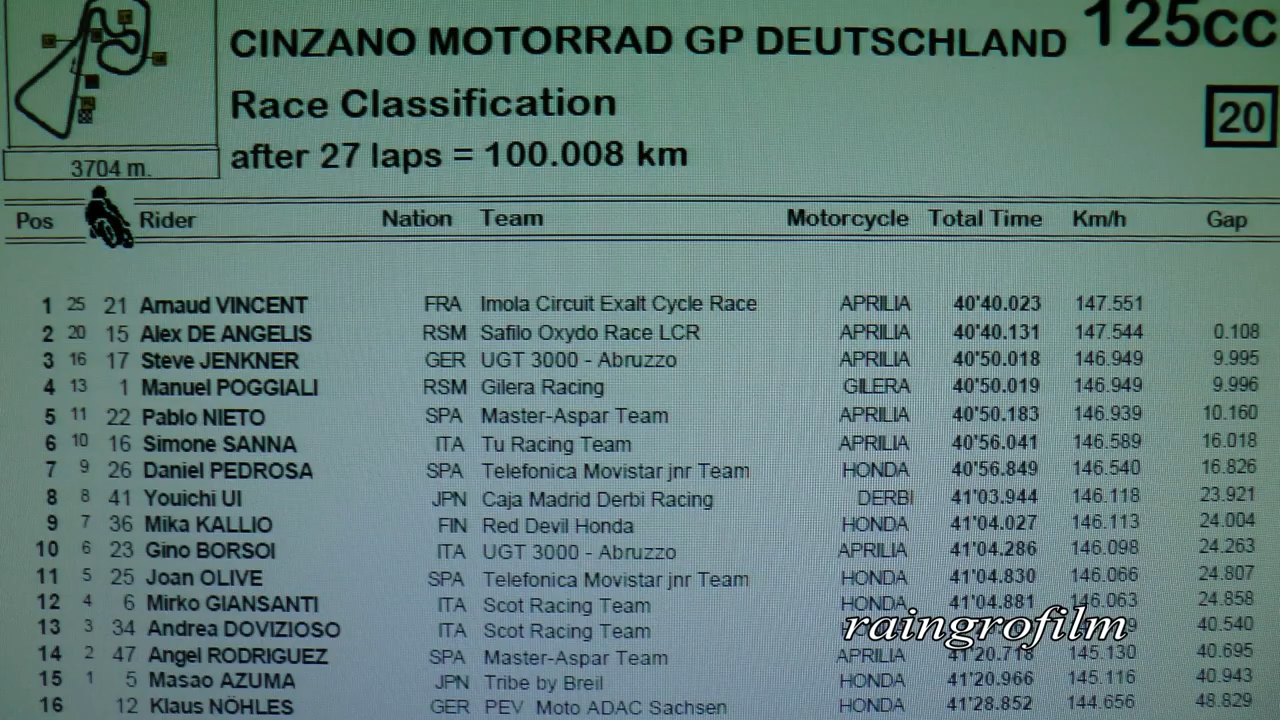 CINZANO MOTORRAD GP DEUTSCHLAND 125cc
Race Classification 20
after 27 laps = 100.008 km
3704 m.
Pos Rider Nation Team Motorcycle Total Time Km/h Gap
1 25 21 Arnaud VINCENT FRA Imola Circuit Exalt Cycle Race APRILIA 40'40.023 147.551
2 20 15 Alex DE ANGELIS RSM Safilo Oxydo Race LCR APRILIA 40'40.131 147.544 0.108
3 16 17 Steve JENKNER GER UGT 3000 - Abruzzo APRILIA 40'50.018 146.949 9.995
4 13 1 Manuel POGGIALI RSM Gilera Racing GILERA 40'50.019 146.949 9.996
5 11 22 Pablo NIETO SPA Master-Aspar Team APRILIA 40'50.183 146.939 10.160
6 10 16 Simone SANNA ITA Tu Racing Team APRILIA 40'56.041 146.589 16.018
7 9 26 Daniel PEDROSA SPA Telefonica Movistar jnr Team HONDA 40'56.849 146.540 16.826
8 8 41 Youichi UI JPN Caja Madrid Derbi Racing DERBI 41'03.944 146.118 23.921
9 7 36 Mika KALLIO FIN Red Devil Honda HONDA 41'04.027 146.113 24.004
10 6 23 Gino BORSOI ITA UGT 3000 - Abruzzo APRILIA 41'04.286 146.098 24.263
11 5 25 Joan OLIVE SPA Telefonica Movistar jnr Team HONDA 41'04.830 146.066 24.807
12 4 6 Mirko GIANSANTI ITA Scot Racing Team HONDA 41'04.881 146.063 24.858
13 3 34 Andrea DOVIZIOSO ITA Scot Racing Team 40.540
raingrofilm
14 2 47 Angel RODRIGUEZ SPA Master-Aspar Team APRILIA 41'20.718 145.130 40.695
15 1 5 Masao AZUMA JPN Tribe by Breil HONDA 41'20.966 145.116 40.943
16 12 Klaus NÖHLES GER PEV Moto ADAC Sachsen HONDA 41'28.852 144.656 48.829